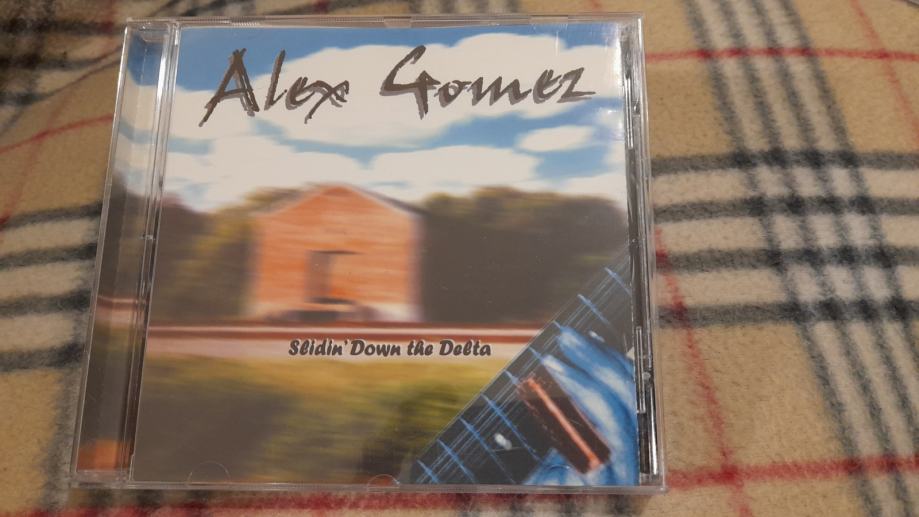 Alex Gomez
Slidin' Down the Delta